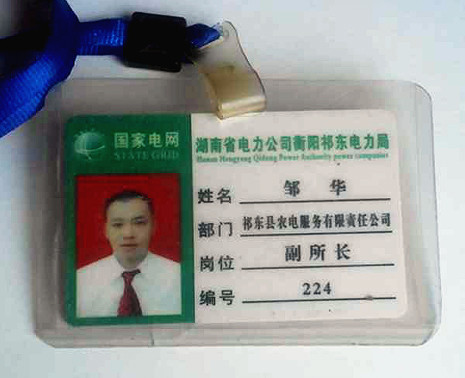 国家电网
STATE GRID
湖南省电力公司衡阳祁东电力局
Hunan Hengyang Qidong Power Authority power companies
姓名 邹 华
部门 祁东县农电服务有限责任公司
岗位 副所长
编号 224